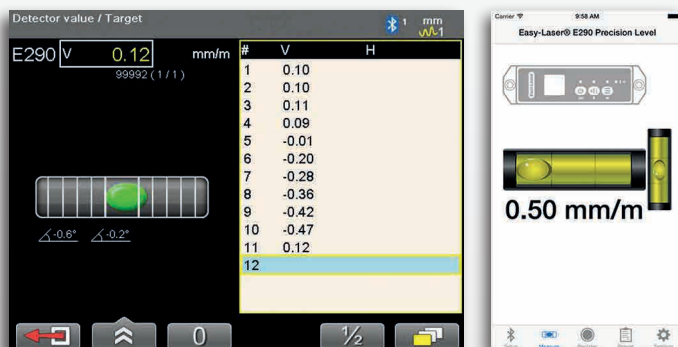 Detector value / Target
1
mm
1
E290 V 0.12 mm/m
99992 (1/1)
# V H
1 0.10
2 0.10
3 0.11
4 0.09
5 -0.01
6 -0.20
7 -0.28
8 -0.36
9 -0.42
10 -0.47
11 0.12
12
-0.6° -0.2°
0
½
Carrier
9:58 AM
Easy-Laser® E290 Precision Level
0.50 mm/m